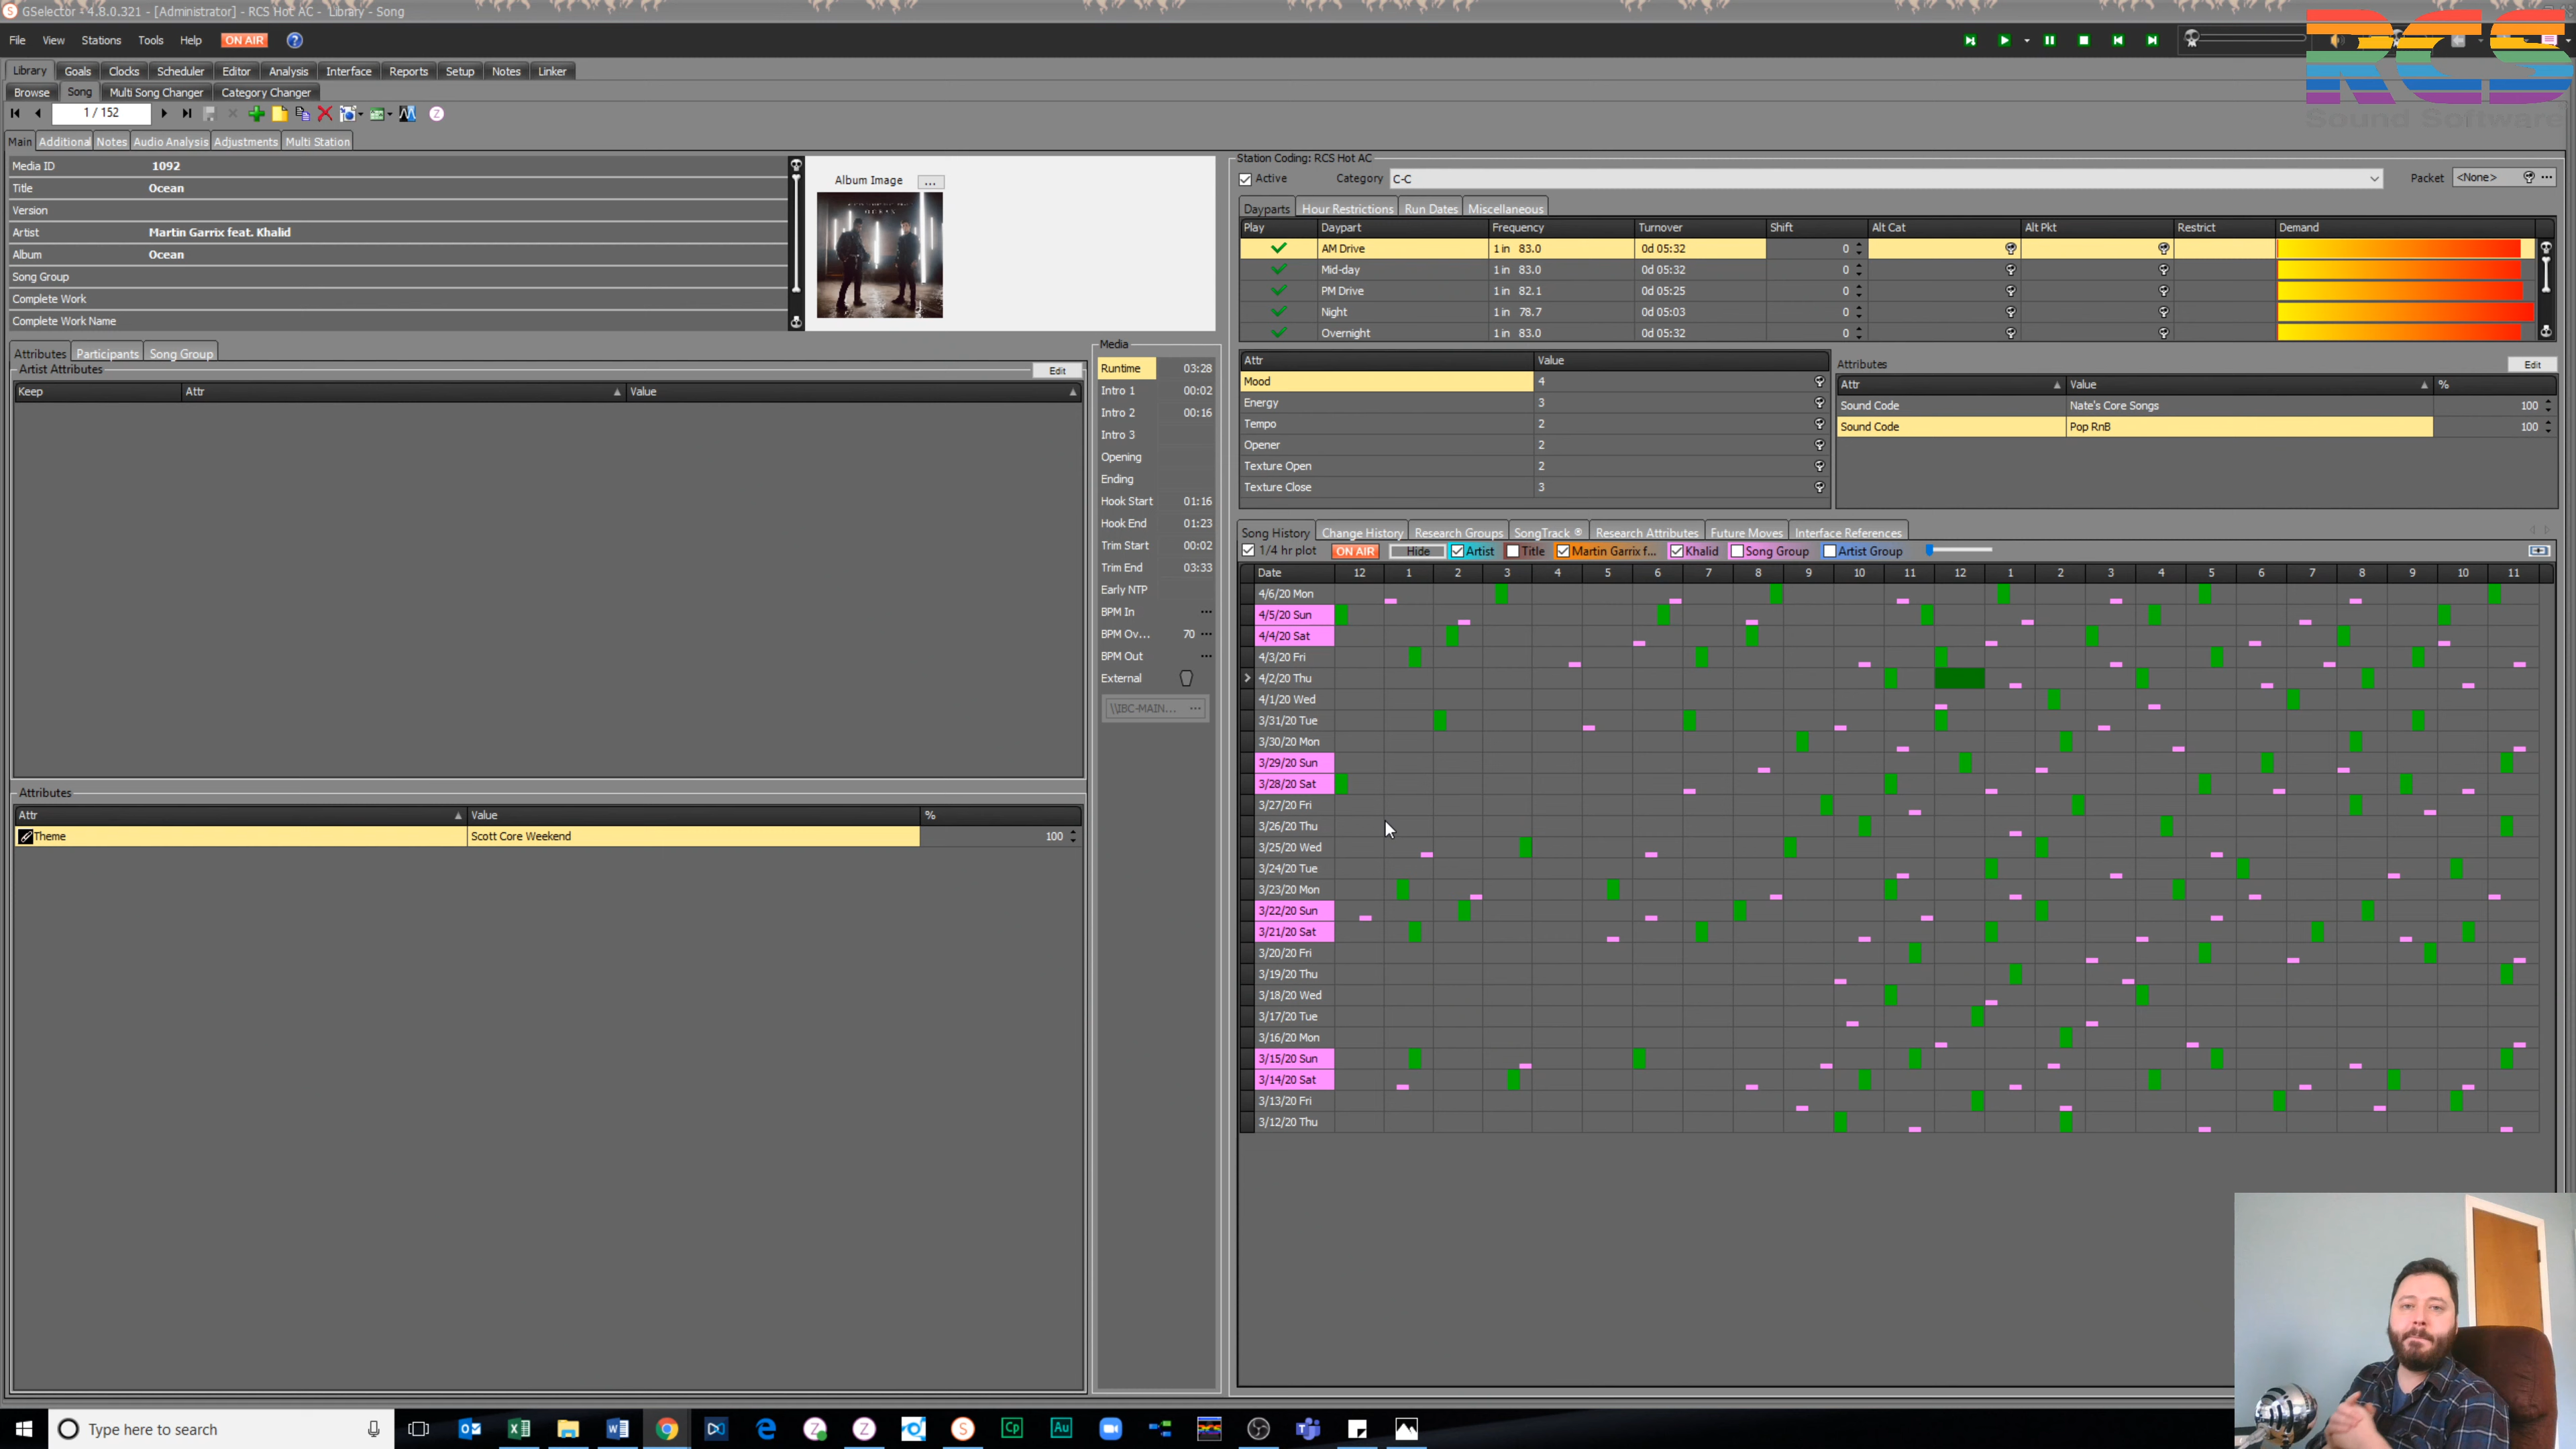 GSelector - 4.8.0.321 - [Administrator] - RCS Hot AC - Library - Song
File View Stations Tools Help ON AIR ?
RCS
Sound Software
Library Goals Clocks Scheduler Editor Analysis Interface Reports Setup Notes Linker
Browse Song Multi Song Changer Category Changer
1 / 152
Main Additional Notes Audio Analysis Adjustments Multi Station
Media ID 1092
Title Ocean
Version
Artist Martin Garrix feat. Khalid
Album Ocean
Song Group
Complete Work
Complete Work Name
Album Image ...
OCEAN
Attributes Participants Song Group
Artist Attributes Edit
Keep Attr Value
Attributes
Attr Value %
Theme Scott Core Weekend 100
Media
Runtime 03:28
Intro 1 00:02
Intro 2 00:16
Intro 3
Opening
Ending
Hook Start 01:16
Hook End 01:23
Trim Start 00:02
Trim End 03:33
Early NTP
BPM In ...
BPM Ov... 70 ...
BPM Out ...
External
\\IBC-MAIN... ...
Station Coding: RCS Hot AC
Active Category C-C Packet <None> ...
Dayparts Hour Restrictions Run Dates Miscellaneous
Play Daypart Frequency Turnover Shift Alt Cat Alt Pkt Restrict Demand
AM Drive 1 in 83.0 0d 05:32 0
Mid-day 1 in 83.0 0d 05:32 0
PM Drive 1 in 82.1 0d 05:25 0
Night 1 in 78.7 0d 05:03 0
Overnight 1 in 83.0 0d 05:32 0
Attr Value
Mood 4
Energy 3
Tempo 2
Opener 2
Texture Open 2
Texture Close 3
Attributes Edit
Attr Value %
Sound Code Nate's Core Songs 100
Sound Code Pop RnB 100
Song History Change History Research Groups SongTrack ® Research Attributes Future Moves Interface References
1/4 hr plot ON AIR Hide Artist Title Martin Garrix f... Khalid Song Group Artist Group
Date 12 1 2 3 4 5 6 7 8 9 10 11 12 1 2 3 4 5 6 7 8 9 10 11
4/6/20 Mon
4/5/20 Sun
4/4/20 Sat
4/3/20 Fri
4/2/20 Thu
4/1/20 Wed
3/31/20 Tue
3/30/20 Mon
3/29/20 Sun
3/28/20 Sat
3/27/20 Fri
3/26/20 Thu
3/25/20 Wed
3/24/20 Tue
3/23/20 Mon
3/22/20 Sun
3/21/20 Sat
3/20/20 Fri
3/19/20 Thu
3/18/20 Wed
3/17/20 Tue
3/16/20 Mon
3/15/20 Sun
3/14/20 Sat
3/13/20 Fri
3/12/20 Thu
Type here to search